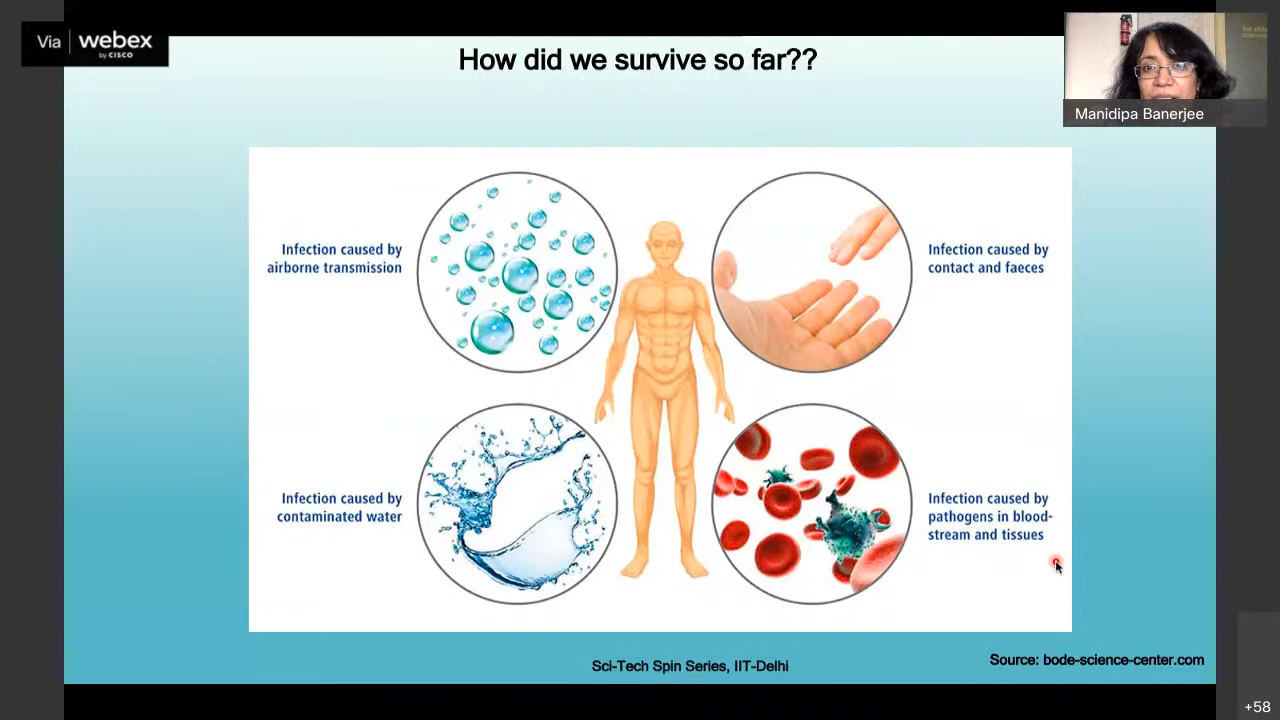 Via webex
by CISCO
How did we survive so far??
Manidipa Banerjee
Infection caused by
airborne transmission
Infection caused by
contact and faeces
Infection caused by
contaminated water
Infection caused by
pathogens in blood-
stream and tissues
Sci-Tech Spin Series, IIT-Delhi
Source: bode-science-center.com
+58